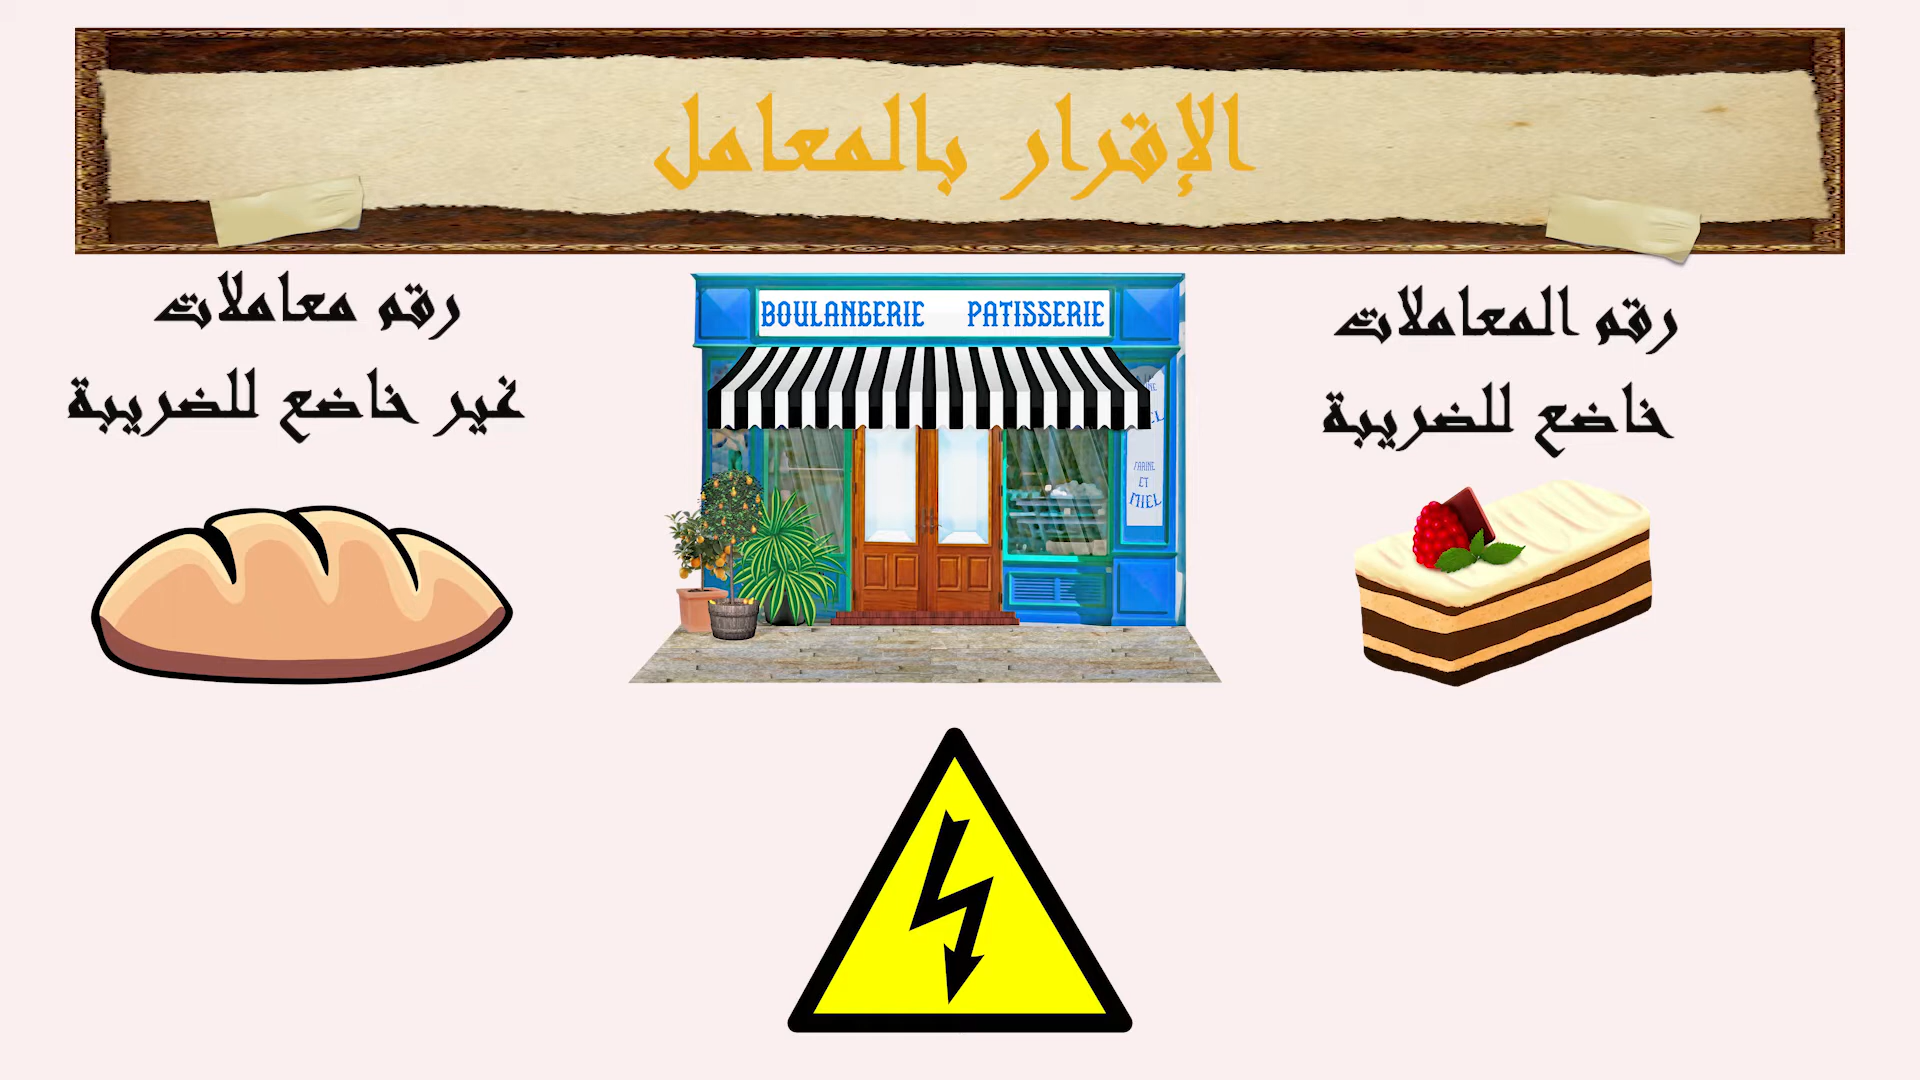 الإقرار بالمعامل
رقم المعاملات
خاضع للضريبة
BOULANGERIE PATISSERIE
FARINE
ET
MIEL
رقم معاملات
غير خاضع للضريبة